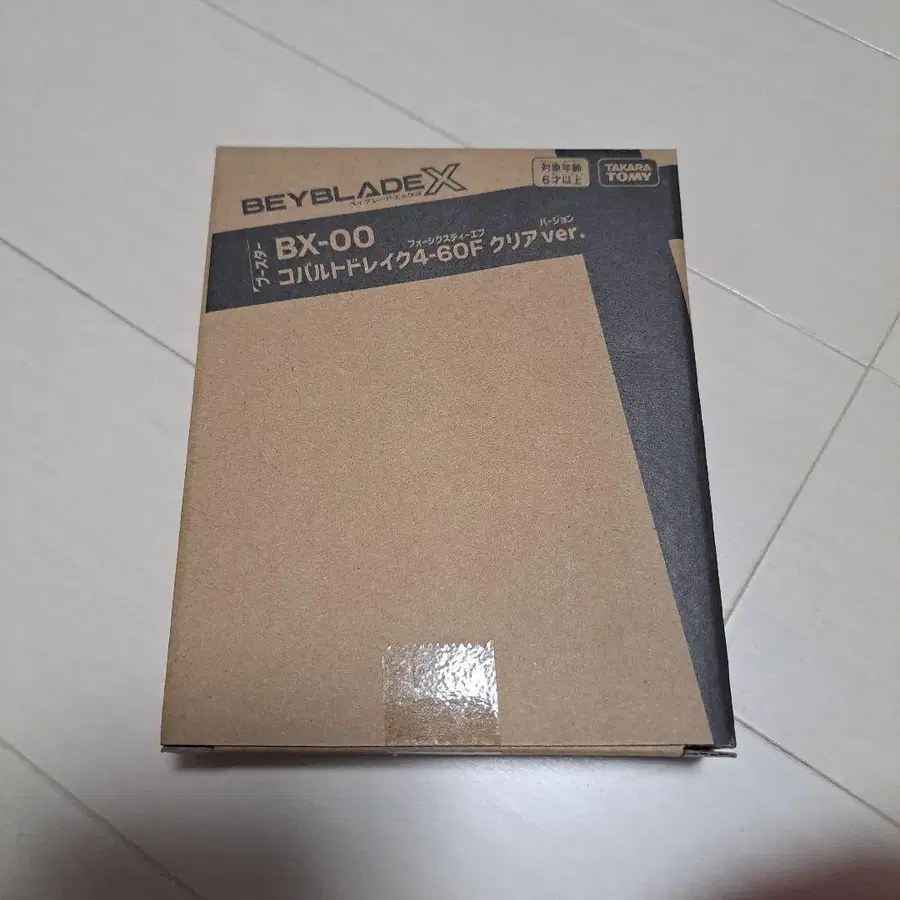 BEYBLADE X
ベイブレードエックス
対象年齢
6才以上
TAKARA
TOMY
ブースター
BX-00
フォーシックスティーエフ
バージョン
コバルトドレイク4-60F クリアver.